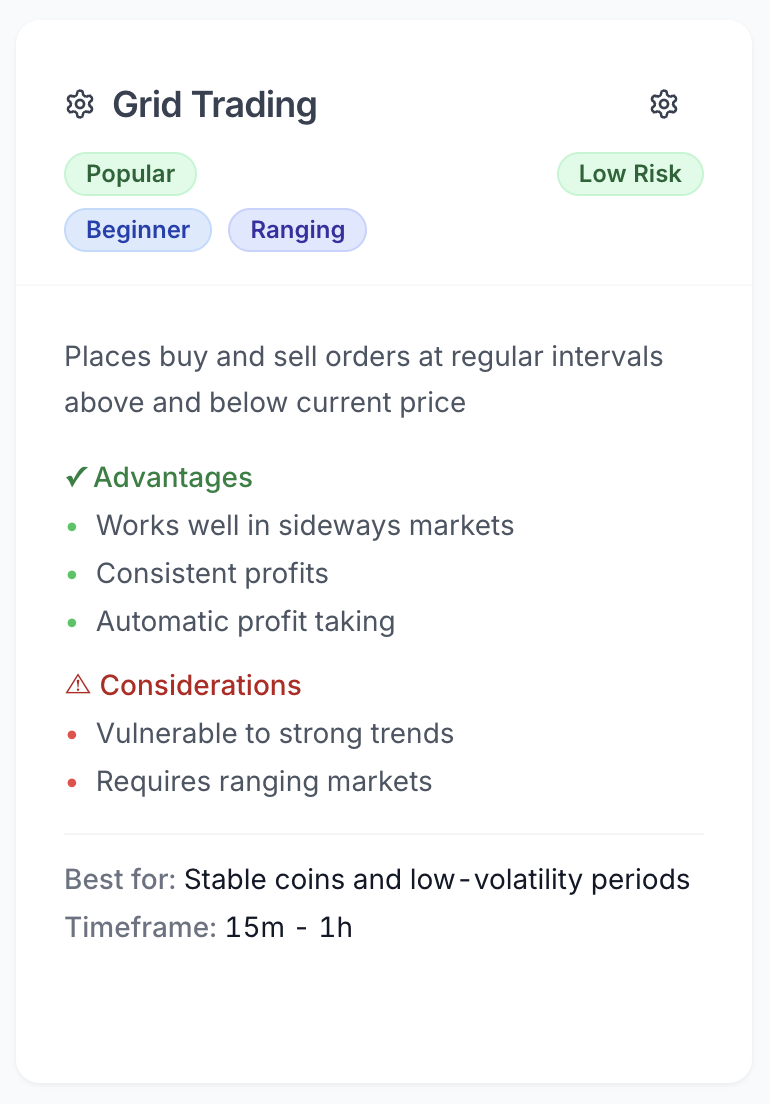 Grid Trading
Popular
Low Risk
Beginner Ranging
Places buy and sell orders at regular intervals
above and below current price
✓ Advantages
• Works well in sideways markets
• Consistent profits
• Automatic profit taking
⚠ Considerations
• Vulnerable to strong trends
• Requires ranging markets
Best for: Stable coins and low-volatility periods
Timeframe: 15m - 1h